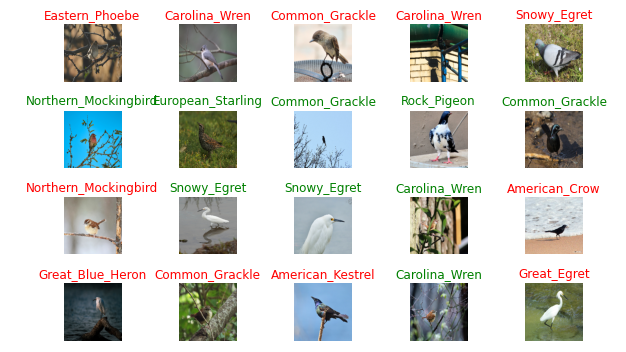 Eastern_Phoebe Carolina_Wren Common_Grackle Carolina_Wren Snowy_Egret
Northern_Mockingbird European_Starling Common_Grackle Rock_Pigeon Common_Grackle
Northern_Mockingbird Snowy_Egret Snowy_Egret Carolina_Wren American_Crow
Great_Blue_Heron Common_Grackle American_Kestrel Carolina_Wren Great_Egret